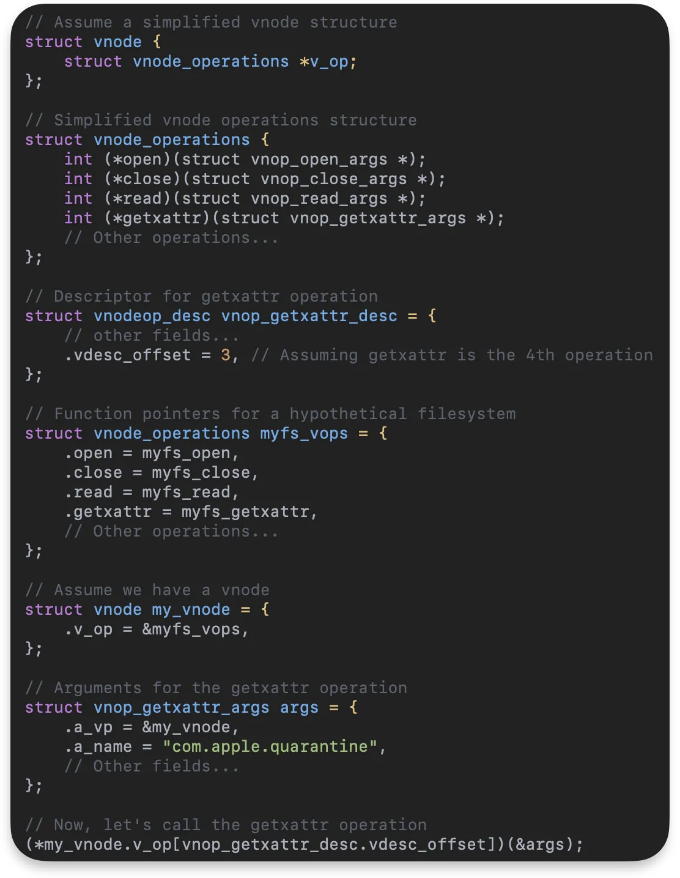 // Assume a simplified vnode structure
struct vnode {
    struct vnode_operations *v_op;
};

// Simplified vnode operations structure
struct vnode_operations {
    int (*open)(struct vnop_open_args *);
    int (*close)(struct vnop_close_args *);
    int (*read)(struct vnop_read_args *);
    int (*getxattr)(struct vnop_getxattr_args *);
    // Other operations...
};

// Descriptor for getxattr operation
struct vnodeop_desc vnop_getxattr_desc = {
    // other fields...
    .vdesc_offset = 3, // Assuming getxattr is the 4th operation
};

// Function pointers for a hypothetical filesystem
struct vnode_operations myfs_vops = {
    .open = myfs_open,
    .close = myfs_close,
    .read = myfs_read,
    .getxattr = myfs_getxattr,
    // Other operations...
};

// Assume we have a vnode
struct vnode my_vnode = {
    .v_op = &myfs_vops,
};

// Arguments for the getxattr operation
struct vnop_getxattr_args args = {
    .a_vp = &my_vnode,
    .a_name = "com.apple.quarantine",
    // Other fields...
};

// Now, let's call the getxattr operation
(*my_vnode.v_op[vnop_getxattr_desc.vdesc_offset])(&args);